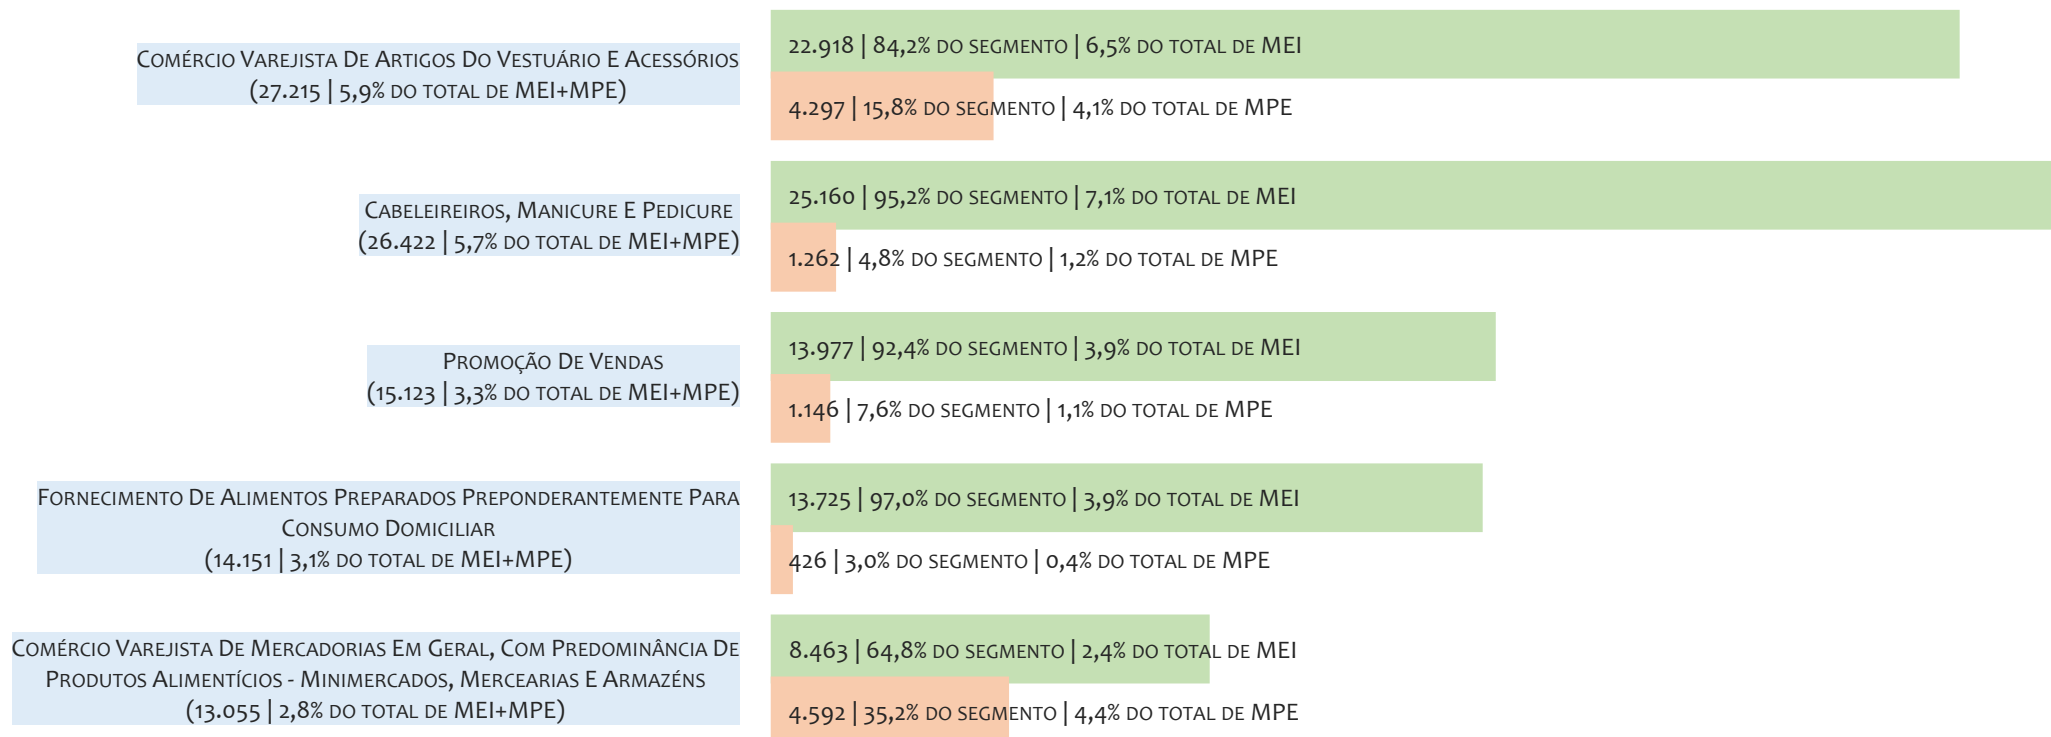 Comércio Varejista De Artigos Do Vestuário E Acessórios
(27.215 | 5,9% do total de MEI+MPE)
22.918 | 84,2% do segmento | 6,5% do total de MEI
4.297 | 15,8% do segmento | 4,1% do total de MPE
Cabeleireiros, Manicure E Pedicure
(26.422 | 5,7% do total de MEI+MPE)
25.160 | 95,2% do segmento | 7,1% do total de MEI
1.262 | 4,8% do segmento | 1,2% do total de MPE
Promoção De Vendas
(15.123 | 3,3% do total de MEI+MPE)
13.977 | 92,4% do segmento | 3,9% do total de MEI
1.146 | 7,6% do segmento | 1,1% do total de MPE
Fornecimento De Alimentos Preparados Preponderantemente Para
Consumo Domiciliar
(14.151 | 3,1% do total de MEI+MPE)
13.725 | 97,0% do segmento | 3,9% do total de MEI
426 | 3,0% do segmento | 0,4% do total de MPE
Comércio Varejista De Mercadorias Em Geral, Com Predominância De
Produtos Alimentícios - Minimercados, Mercearias E Armazéns
(13.055 | 2,8% do total de MEI+MPE)
8.463 | 64,8% do segmento | 2,4% do total de MEI
4.592 | 35,2% do segmento | 4,4% do total de MPE